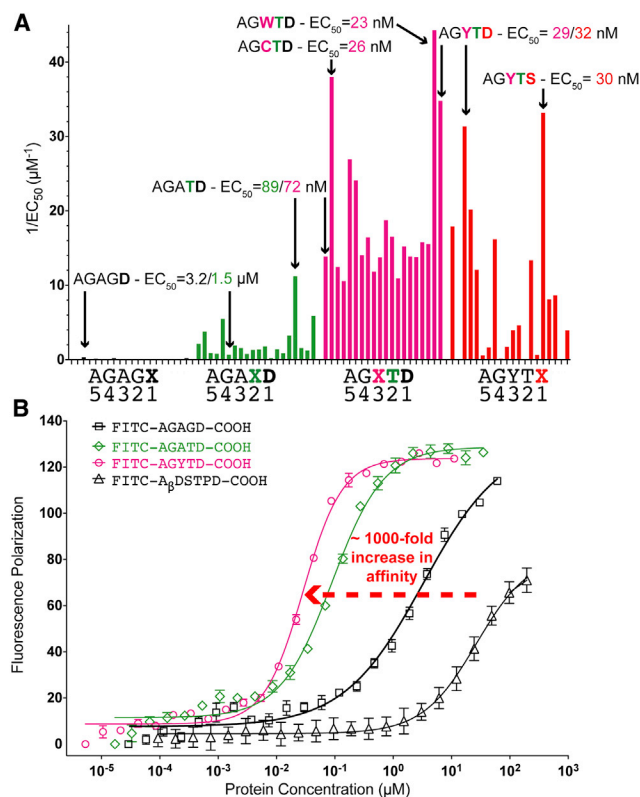 A
AGWTD - EC50=23 nM
AGCTD - EC50=26 nM
AGYTD - EC50= 29/32 nM
AGYTS - EC50= 30 nM
AGATD - EC50=89/72 nM
AGAGD - EC50=3.2/1.5 µM
1/EC50 (µM-1)
40
30
20
10
0
AGAGX AGAXD AGXTD AGYTX
54321 54321 54321 54321
B
FITC-AGAGD-COOH
FITC-AGATD-COOH
FITC-AGYTD-COOH
FITC-AβDSTPD-COOH
~ 1000-fold
increase in
affinity
Fluorescence Polarization
140
120
100
80
60
40
20
0
10-5 10-4 10-3 10-2 10-1 100 101 102 103
Protein Concentration (µM)